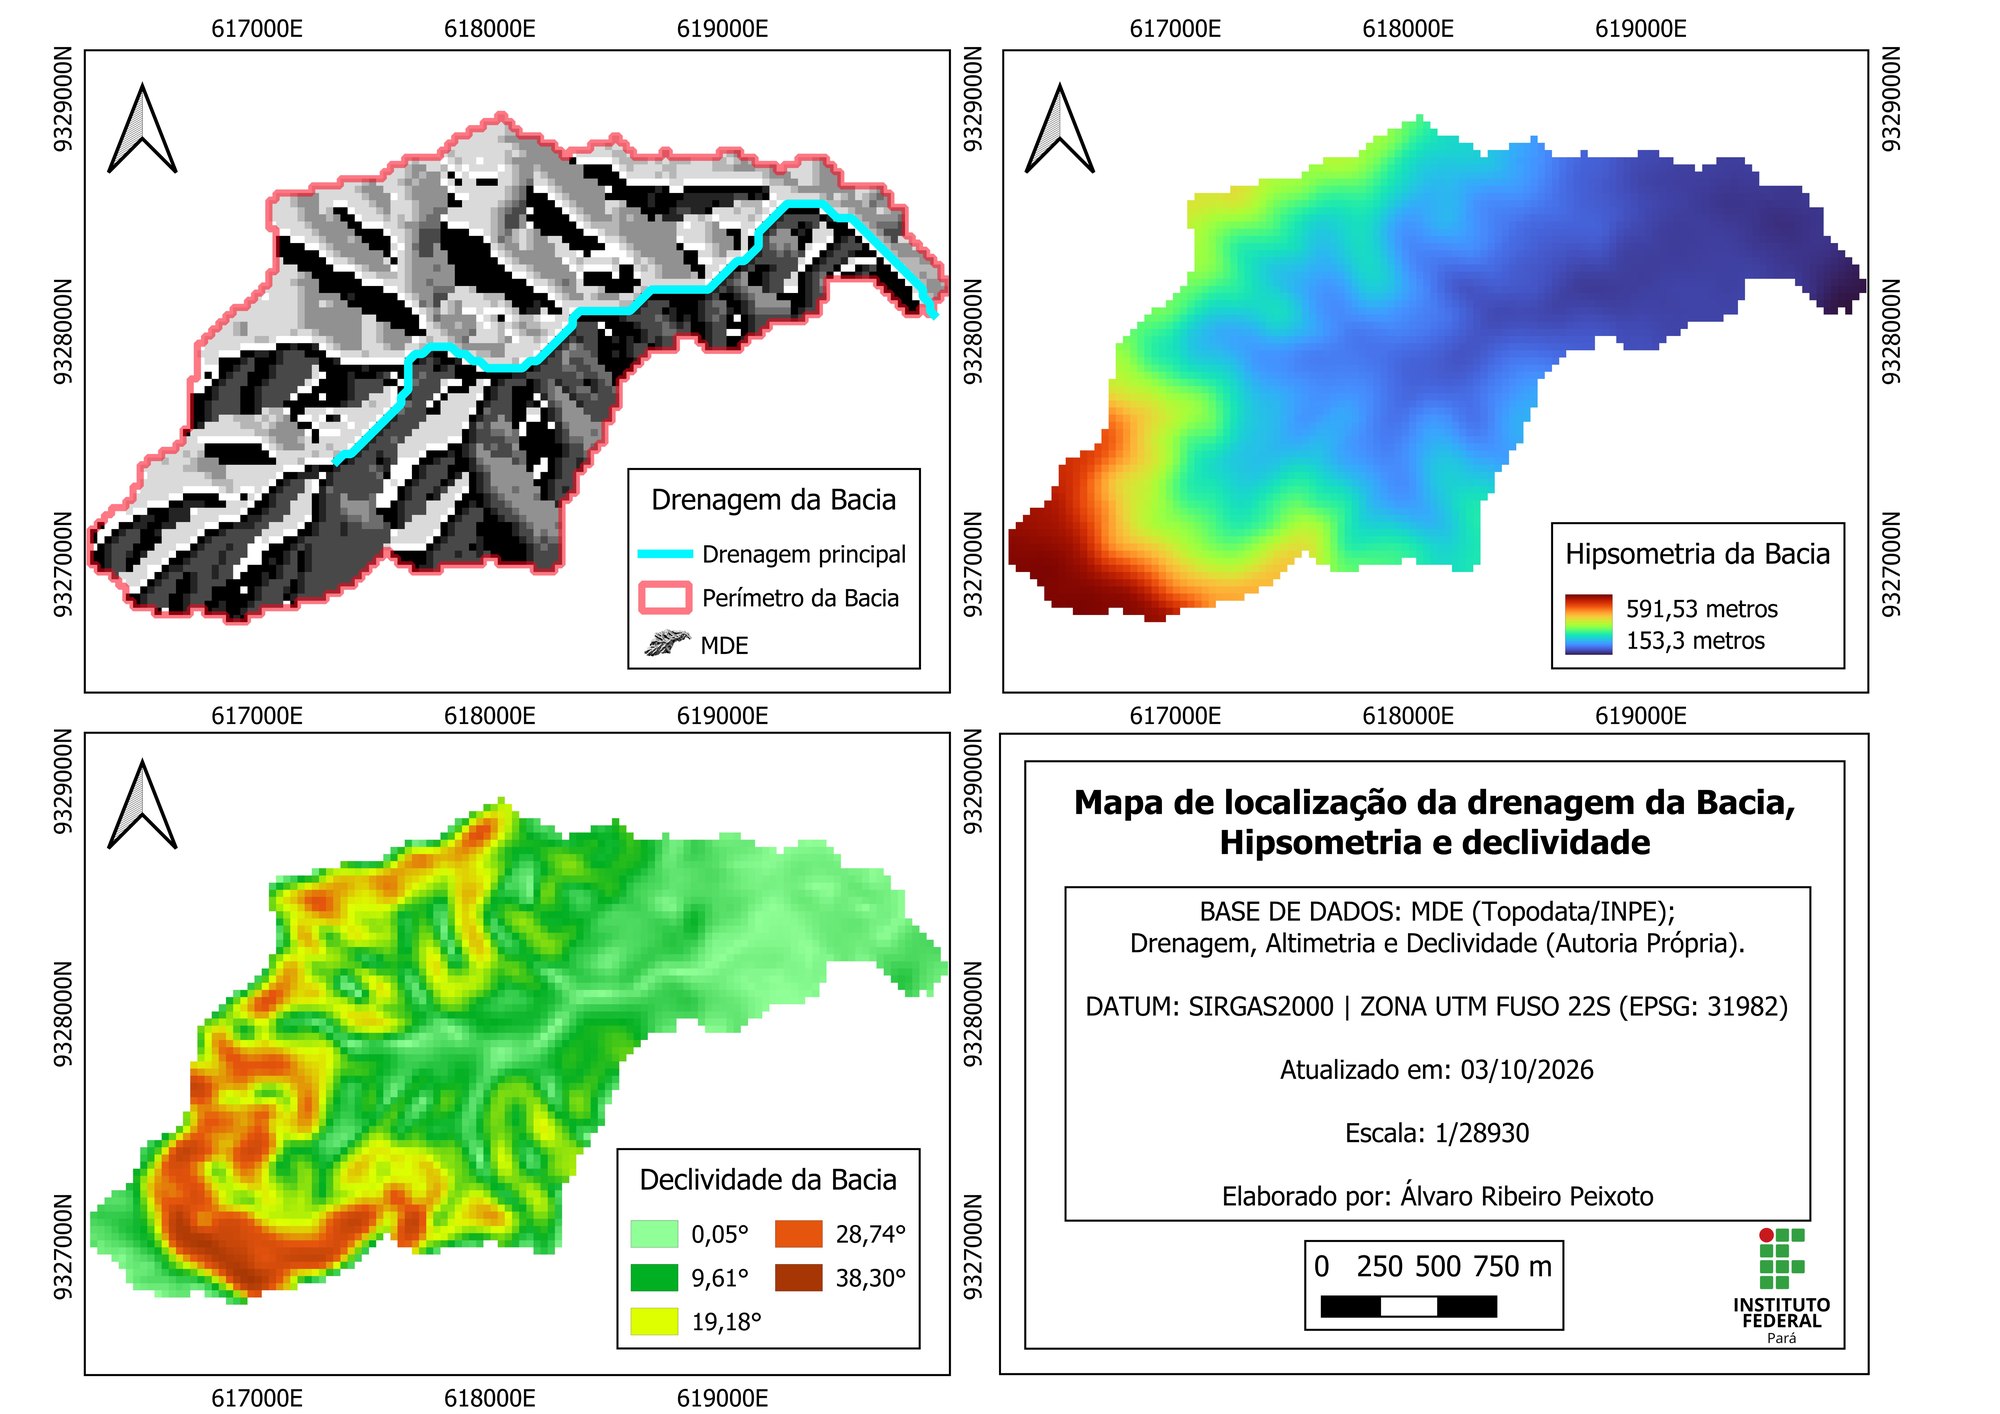 617000E 618000E 619000E
617000E 618000E 619000E
9329000N
9329000N
9329000N
9328000N
9328000N
9328000N
9327000N
9327000N
9327000N
Drenagem da Bacia
Drenagem principal
Perímetro da Bacia
MDE
Hipsometria da Bacia
591,53 metros
153,3 metros
617000E 618000E 619000E
617000E 618000E 619000E
9329000N
9329000N
9328000N
9328000N
9327000N
9327000N
Declividade da Bacia
0,05° 28,74°
9,61° 38,30°
19,18°
617000E 618000E 619000E
Mapa de localização da drenagem da Bacia,
Hipsometria e declividade
BASE DE DADOS: MDE (Topodata/INPE);
Drenagem, Altimetria e Declividade (Autoria Própria).
DATUM: SIRGAS2000 | ZONA UTM FUSO 22S (EPSG: 31982)
Atualizado em: 03/10/2026
Escala: 1/28930
Elaborado por: Álvaro Ribeiro Peixoto
0 250 500 750 m
INSTITUTO
FEDERAL
Pará